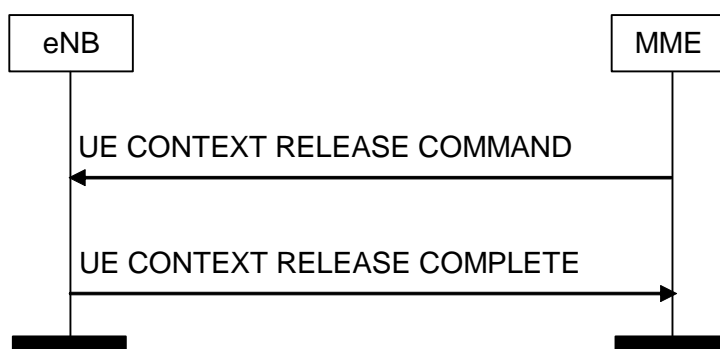 eNB
MME
UE CONTEXT RELEASE COMMAND
UE CONTEXT RELEASE COMPLETE